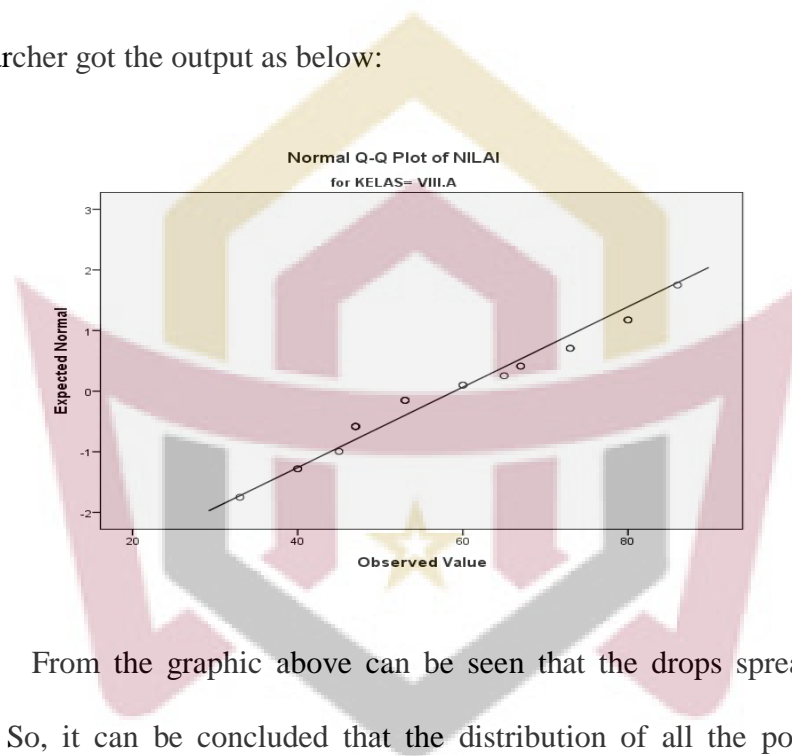 archer got the output as below:
Normal Q-Q Plot of NILAI
for KELAS= VIII.A
3
2
1
0
-1
-2
Expected Normal
20 40 60 80
Observed Value
From the graphic above can be seen that the drops sprea
So, it can be concluded that the distribution of all the po